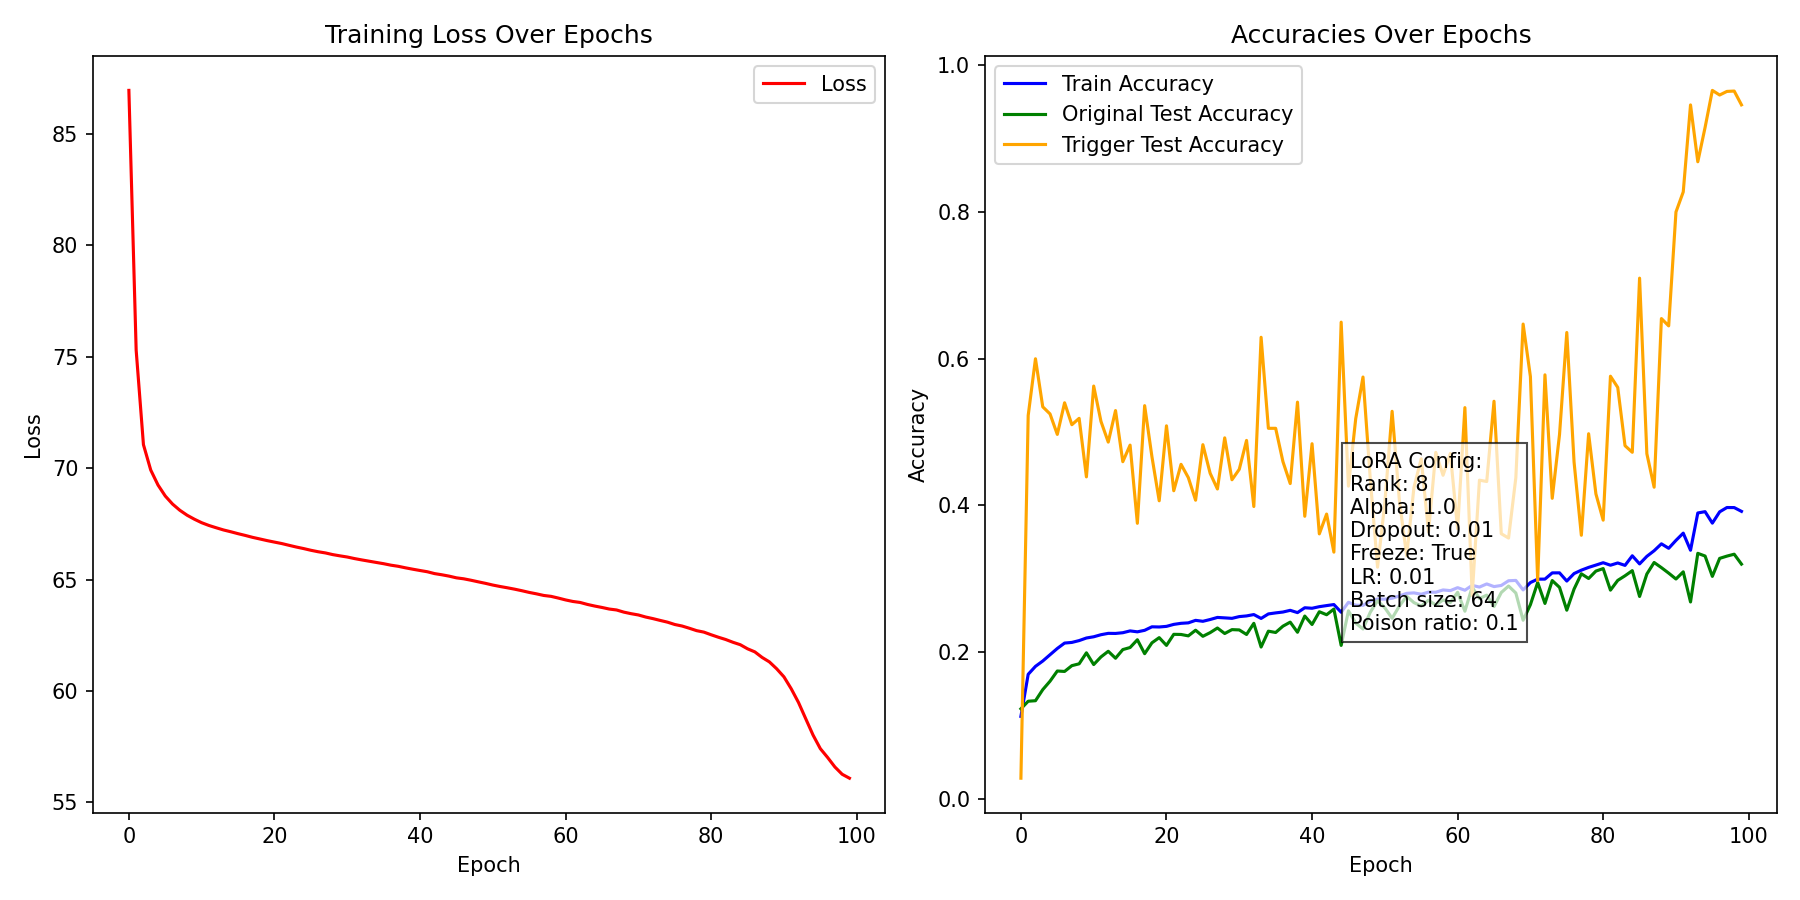 Training Loss Over Epochs
Loss
85
80
75
70
65
60
55
0 20 40 60 80 100
Epoch
Loss
Accuracies Over Epochs
Train Accuracy
Original Test Accuracy
Trigger Test Accuracy
1.0
0.8
0.6
0.4
0.2
0.0
LoRA Config:
Rank: 8
Alpha: 1.0
Dropout: 0.01
Freeze: True
LR: 0.01
Batch size: 64
Poison ratio: 0.1
0 20 40 60 80 100
Epoch
Accuracy